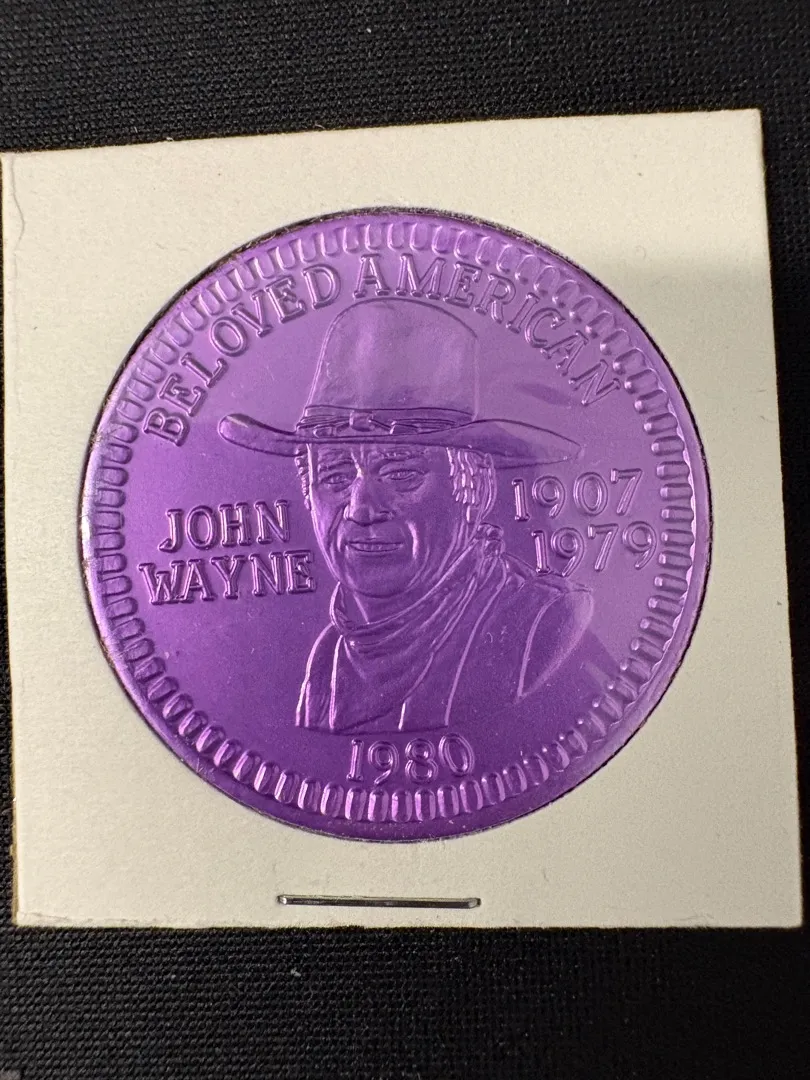 BELOVED AMERICAN
JOHN
WAYNE
1907
1979
1980